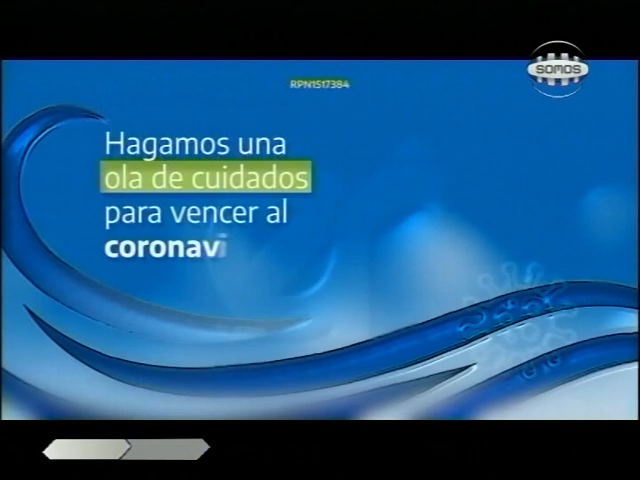 RPN1517384
SOMOS
Hagamos una
ola de cuidados
para vencer al
coronavi